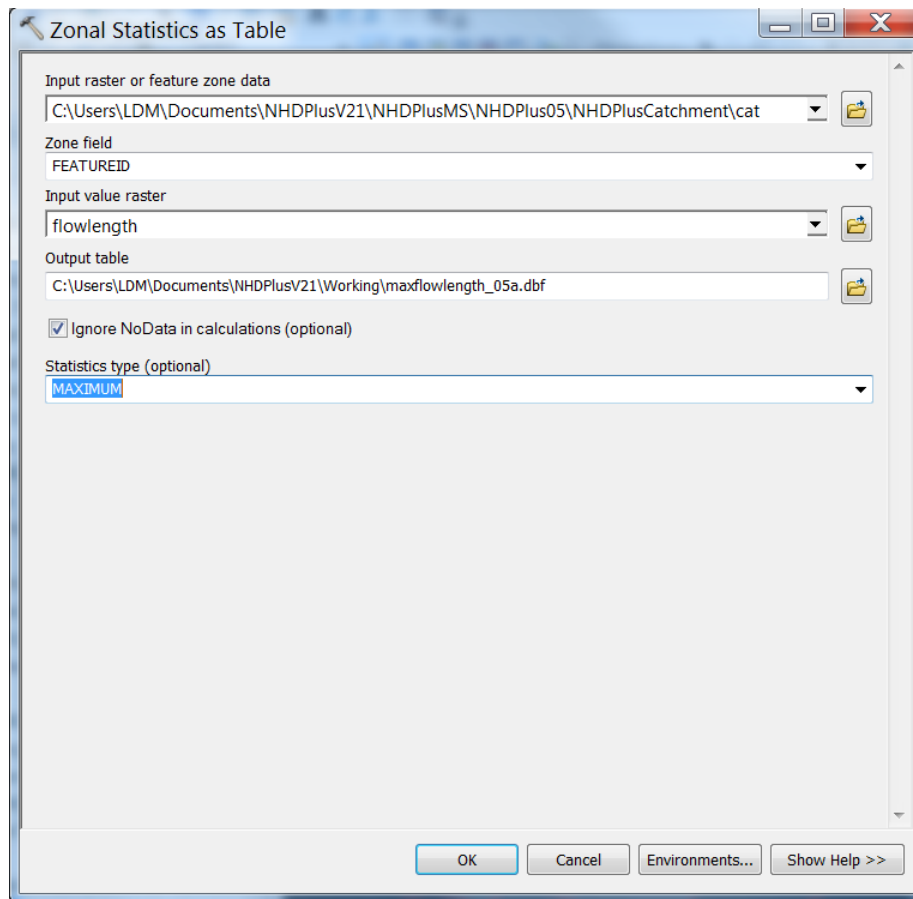 Zonal Statistics as Table
Input raster or feature zone data
C:\Users\LDM\Documents\NHDPlusV21\NHDPlusMS\NHDPlus05\NHDPlusCatchment\cat
Zone field
FEATUREID
Input value raster
flowlength
Output table
C:\Users\LDM\Documents\NHDPlusV21\Working\maxflowlength_05a.dbf
Ignore NoData in calculations (optional)
Statistics type (optional)
MAXIMUM
OK Cancel Environments... Show Help >>